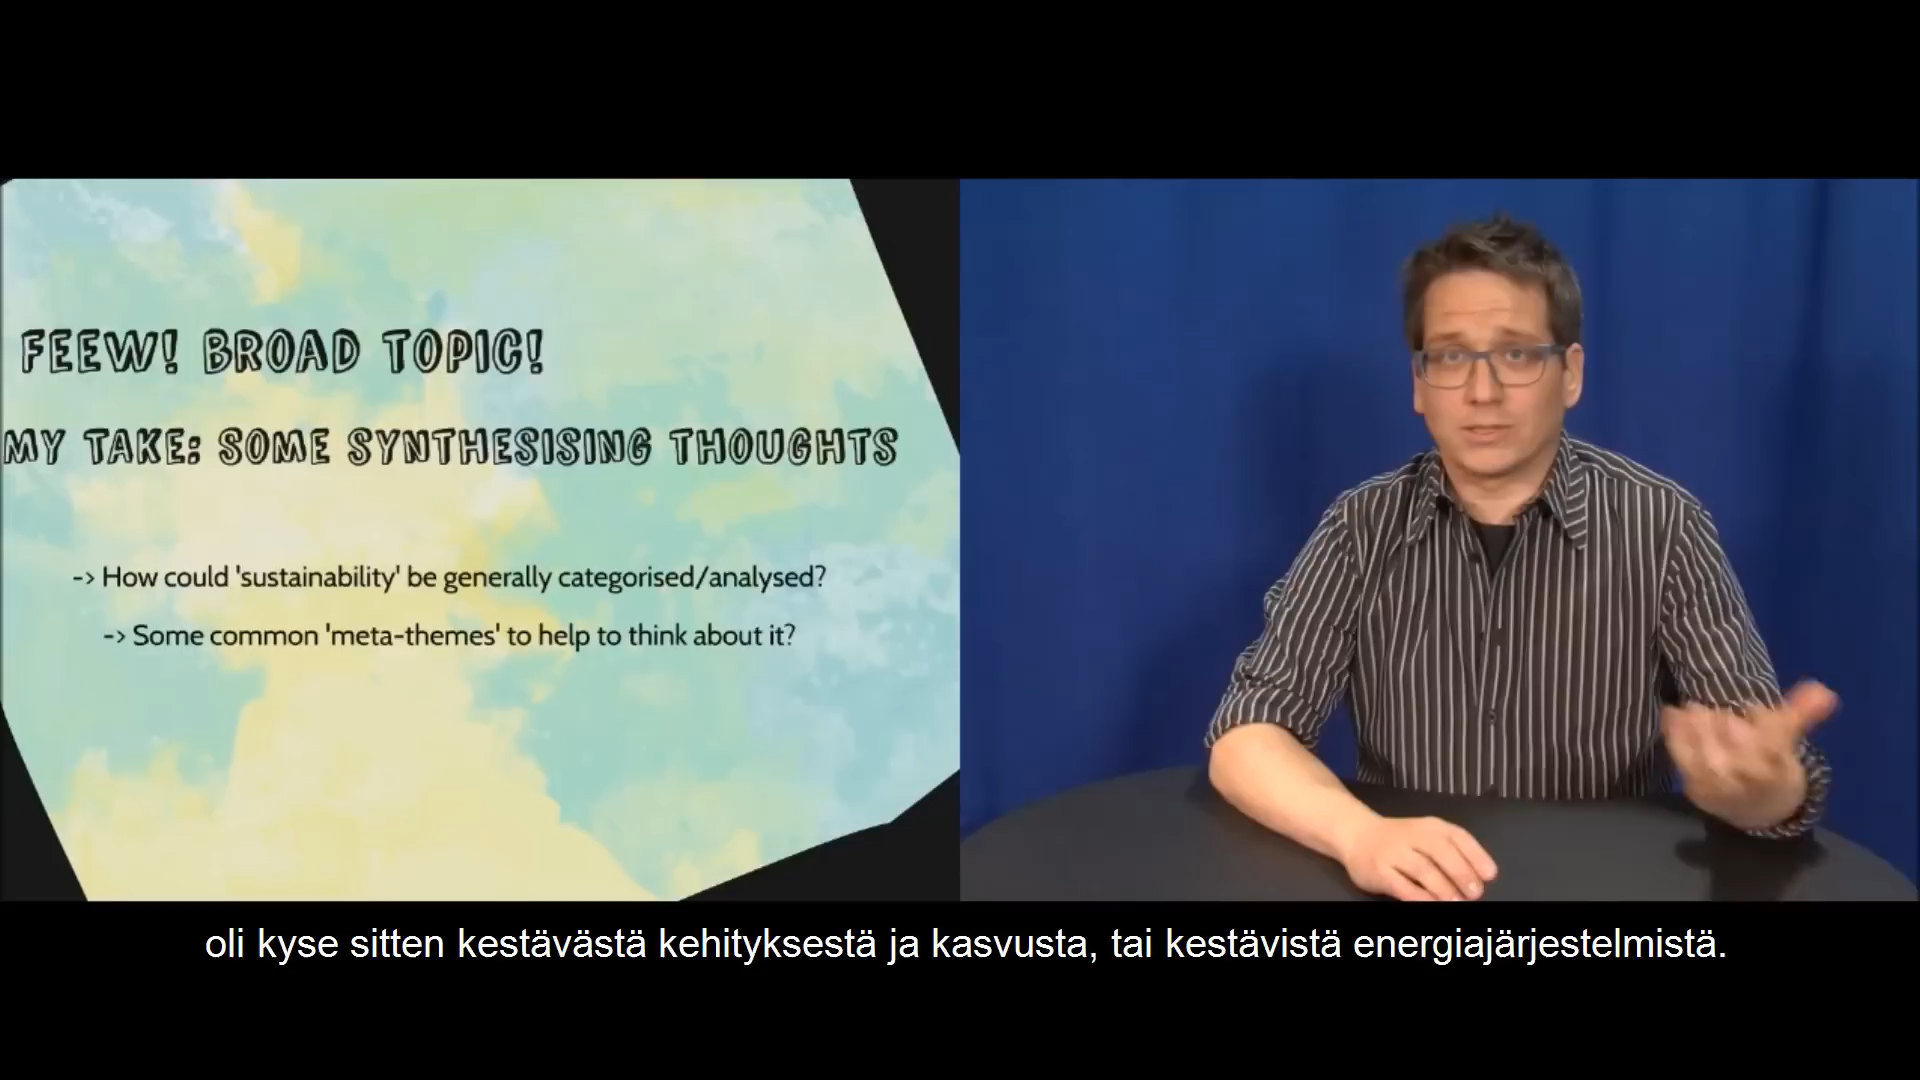 FEEW! BROAD TOPIC!
MY TAKE: SOME SYNTHESISING THOUGHTS
-> How could 'sustainability' be generally categorised/analysed?
-> Some common 'meta-themes' to help to think about it?
oli kyse sitten kestävästä kehityksestä ja kasvusta, tai kestävistä energiajärjestelmistä.